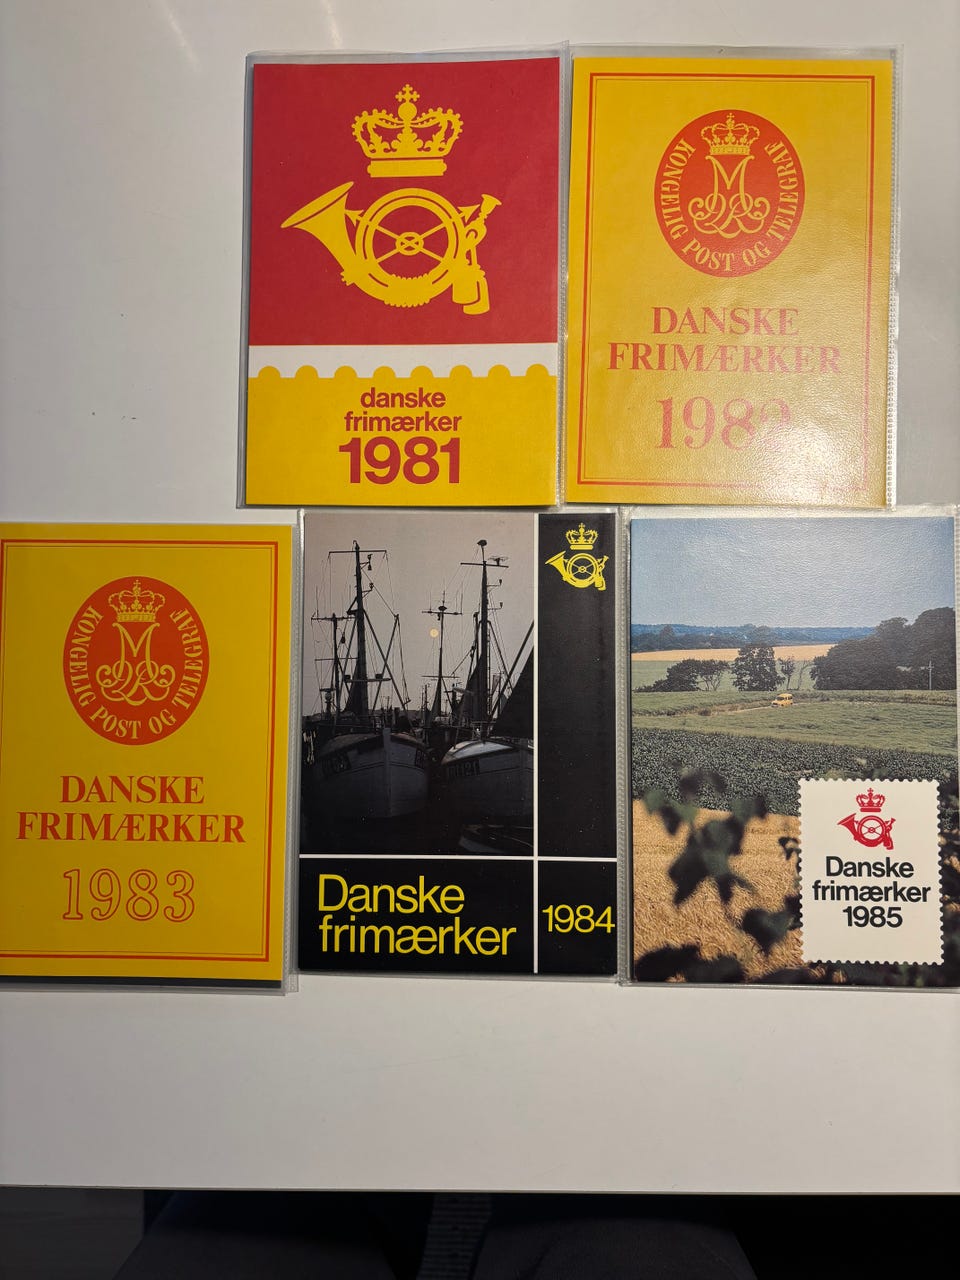 danske
frimærker
1981
KONGELIG POST OG TELEGRAF
DANSKE
FRIMÆRKER
1982
KONGELIG POST OG TELEGRAF
DANSKE
FRIMÆRKER
1983
Danske
frimærker
1984
Danske
frimærker
1985